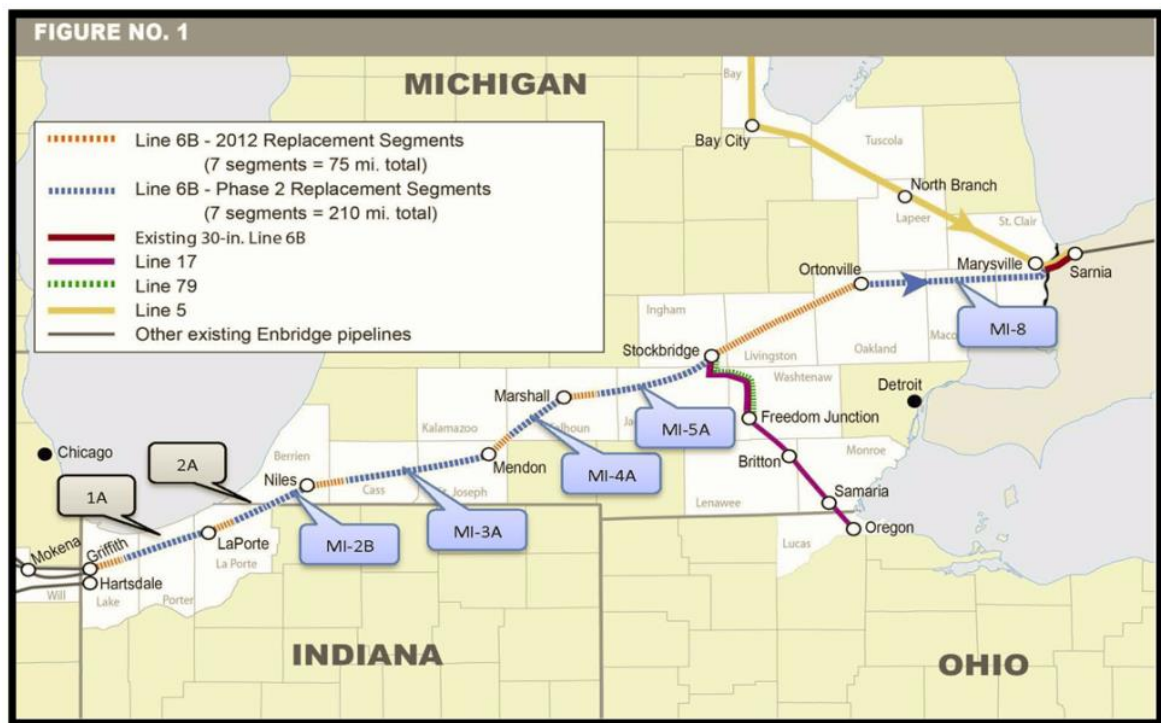 FIGURE NO. 1
MICHIGAN
Line 6B - 2012 Replacement Segments
(7 segments = 75 mi. total)
Line 6B - Phase 2 Replacement Segments
(7 segments = 210 mi. total)
Existing 30-in. Line 6B
Line 17
Line 79
Line 5
Other existing Enbridge pipelines
Bay
Bay City
Tuscola
North Branch
Lapeer
St. Clair
Marysville
Sarnia
Ortonville
MI-8
Ingham
Livingston
Oakland
Stockbridge
Washtenaw
Detroit
Marshall
Freedom Junction
MI-5A
Kalamazoo
Mendon
MI-4A
Britton
Monroe
Lenawee
Samaria
Oregon
Lucas
Chicago
2A
Berrien
Niles
Cass
St. Joseph
1A
MI-3A
MI-2B
LaPorte
La Porte
Mokena
Griffith
Hartsdale
Will
Lake
Porter
INDIANA
OHIO